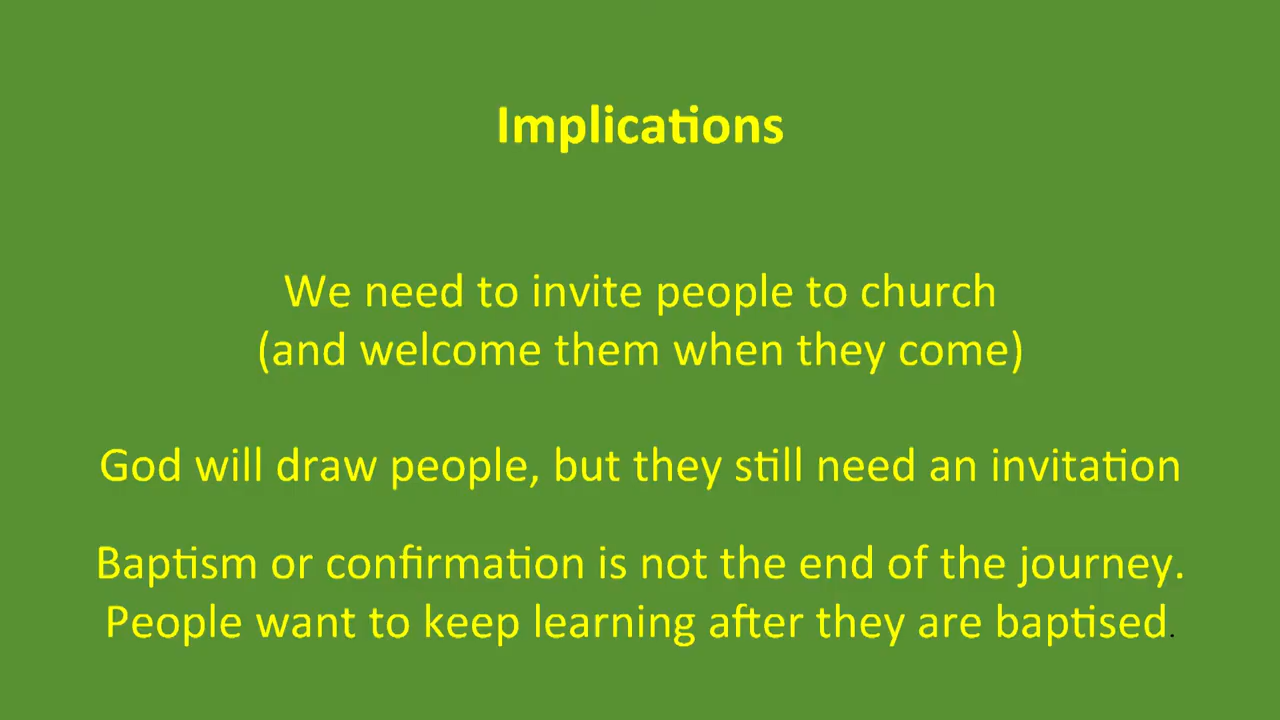 Implications
We need to invite people to church
(and welcome them when they come)
God will draw people, but they still need an invitation
Baptism or confirmation is not the end of the journey.
People want to keep learning after they are baptised.